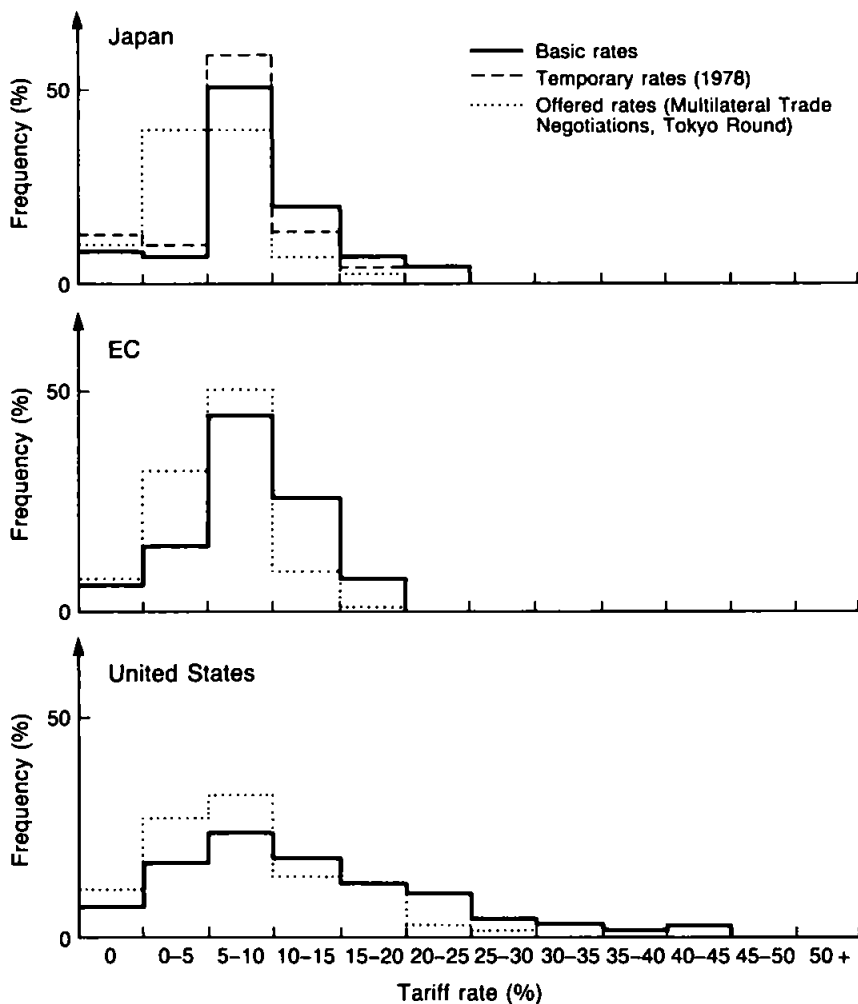 Japan
Basic rates
Temporary rates (1978)
Offered rates (Multilateral Trade
Negotiations, Tokyo Round)
Frequency (%)
50
0
EC
Frequency (%)
50
0
United States
Frequency (%)
50
0
0 0–5 5–10 10–15 15–20 20–25 25–30 30–35 35–40 40–45 45–50 50 +
Tariff rate (%)